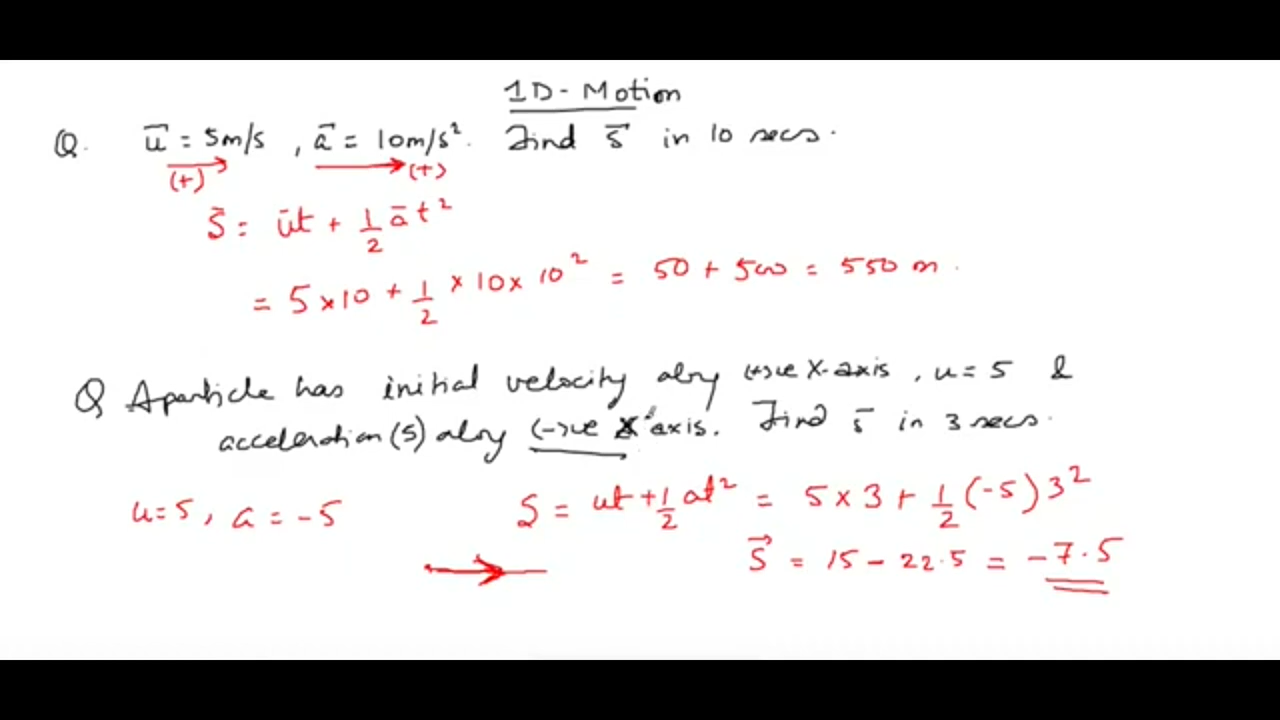 1D - Motion
Q. u⃗ = 5m/s , a⃗ = 10m/s². Find s⃗ in 10 secs.
(+) (+)
s̄ = ūt + 1/2 āt²
= 5×10 + 1/2 × 10 × 10² = 50 + 500 = 550 m.
Q A particle has initial velocity along (+)ve X-axis, u = 5 &
acceleration (5) along (-)ve X axis. Find s̄ in 3 secs.
u=5, a = -5 S = ut + 1/2 at² = 5 × 3 + 1/2 (-5) 3²
S⃗ = 15 - 22.5 = -7.5